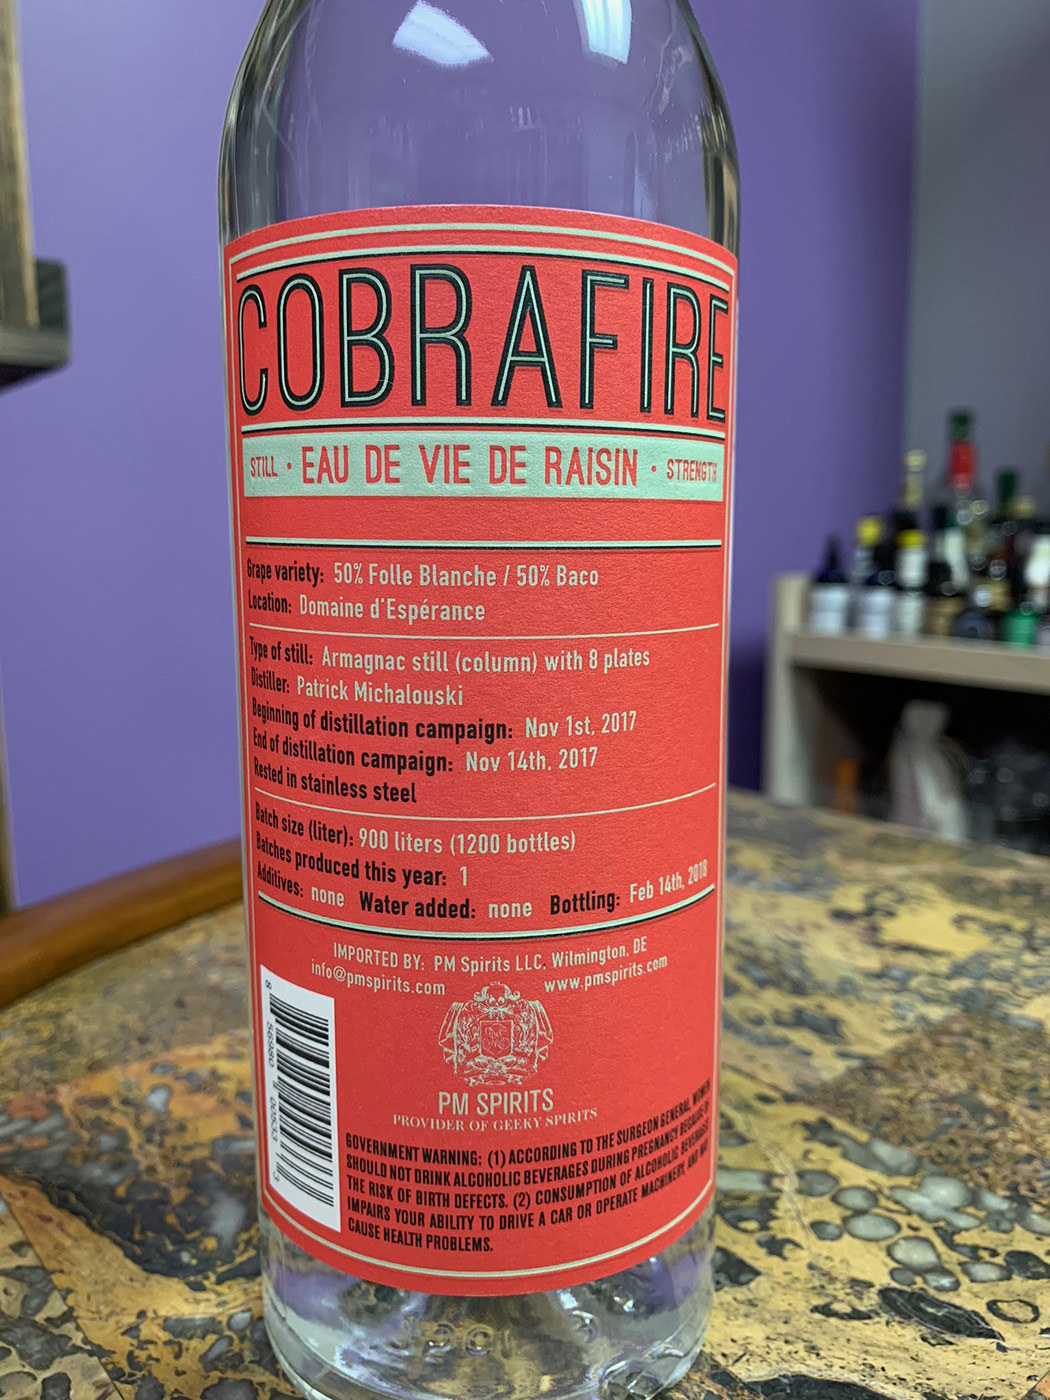 COBRAFIRE
STILL · EAU DE VIE DE RAISIN · STRENGTH
Grape variety: 50% Folle Blanche / 50% Baco
Location: Domaine d'Espérance
Type of still: Armagnac still (column) with 8 plates
Distiller: Patrick Michalouski
Beginning of distillation campaign: Nov 1st, 2017
End of distillation campaign: Nov 14th, 2017
Rested in stainless steel
Batch size (liter): 900 liters (1200 bottles)
Batches produced this year: 1
Additives: none Water added: none Bottling: Feb 14th, 2018
IMPORTED BY: PM Spirits LLC, Wilmington, DE
info@pmspirits.com www.pmspirits.com
PM SPIRITS
PROVIDER OF GEEKY SPIRITS
GOVERNMENT WARNING: (1) ACCORDING TO THE SURGEON GENERAL, WOMEN
SHOULD NOT DRINK ALCOHOLIC BEVERAGES DURING PREGNANCY BECAUSE OF
THE RISK OF BIRTH DEFECTS. (2) CONSUMPTION OF ALCOHOLIC BEVERAGES
IMPAIRS YOUR ABILITY TO DRIVE A CAR OR OPERATE MACHINERY, AND MAY
CAUSE HEALTH PROBLEMS.